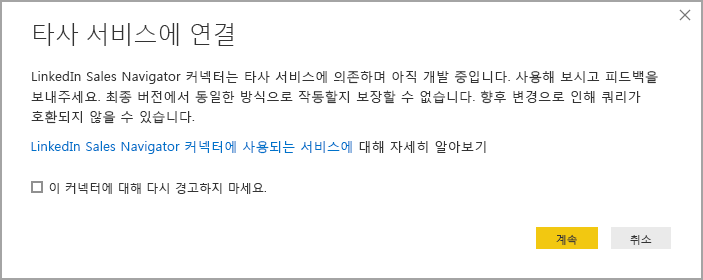 타사 서비스에 연결
LinkedIn Sales Navigator 커넥터는 타사 서비스에 의존하며 아직 개발 중입니다. 사용해 보시고 피드백을
보내주세요. 최종 버전에서 동일한 방식으로 작동할지 보장할 수 없습니다. 향후 변경으로 인해 쿼리가
호환되지 않을 수 있습니다.
LinkedIn Sales Navigator 커넥터에 사용되는 서비스에 대해 자세히 알아보기
이 커넥터에 대해 다시 경고하지 마세요.
계속 취소